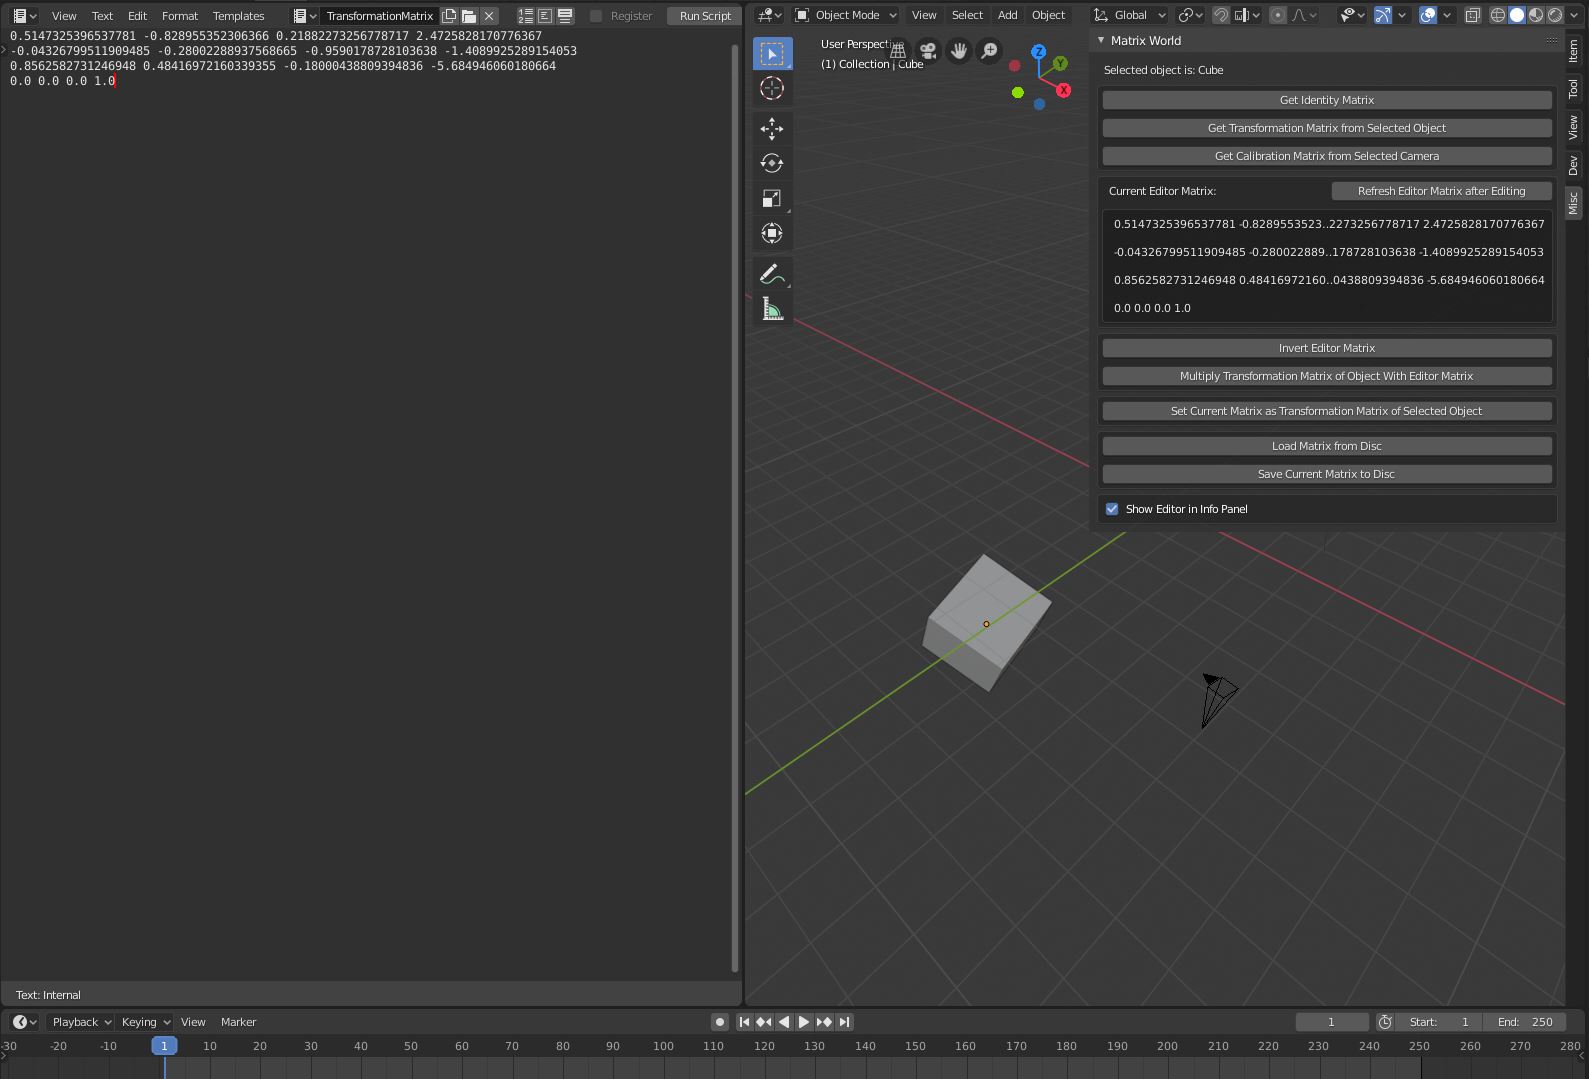 View Text Edit Format Templates TransformationMatrix Register Run Script
0.5147325396537781 -0.828955352306366 0.21882273256778717 2.4725828170776367
-0.04326799511909485 -0.28002288937568665 -0.9590178728103638 -1.4089925289154053
0.8562582731246948 0.48416972160339355 -0.18000438809394836 -5.684946060180664
0.0 0.0 0.0 1.0
Text: Internal
Object Mode View Select Add Object Global
User Perspecti
(1) Collection | Cube
Z
Y
X
Matrix World
Selected object is: Cube
Get Identity Matrix
Get Transformation Matrix from Selected Object
Get Calibration Matrix from Selected Camera
Current Editor Matrix: Refresh Editor Matrix after Editing
0.5147325396537781 -0.8289553523..2273256778717 2.4725828170776367
-0.04326799511909485 -0.280022889..178728103638 -1.4089925289154053
0.8562582731246948 0.48416972160..0438809394836 -5.684946060180664
0.0 0.0 0.0 1.0
Invert Editor Matrix
Multiply Transformation Matrix of Object With Editor Matrix
Set Current Matrix as Transformation Matrix of Selected Object
Load Matrix from Disc
Save Current Matrix to Disc
Show Editor in Info Panel
Item
Tool
View
Dev
Misc
Playback Keying View Marker 1 Start: 1 End: 250
-30 -20 -10 1 10 20 30 40 50 60 70 80 90 100 110 120 130 140 150 160 170 180 190 200 210 220 230 240 250 260 270 280